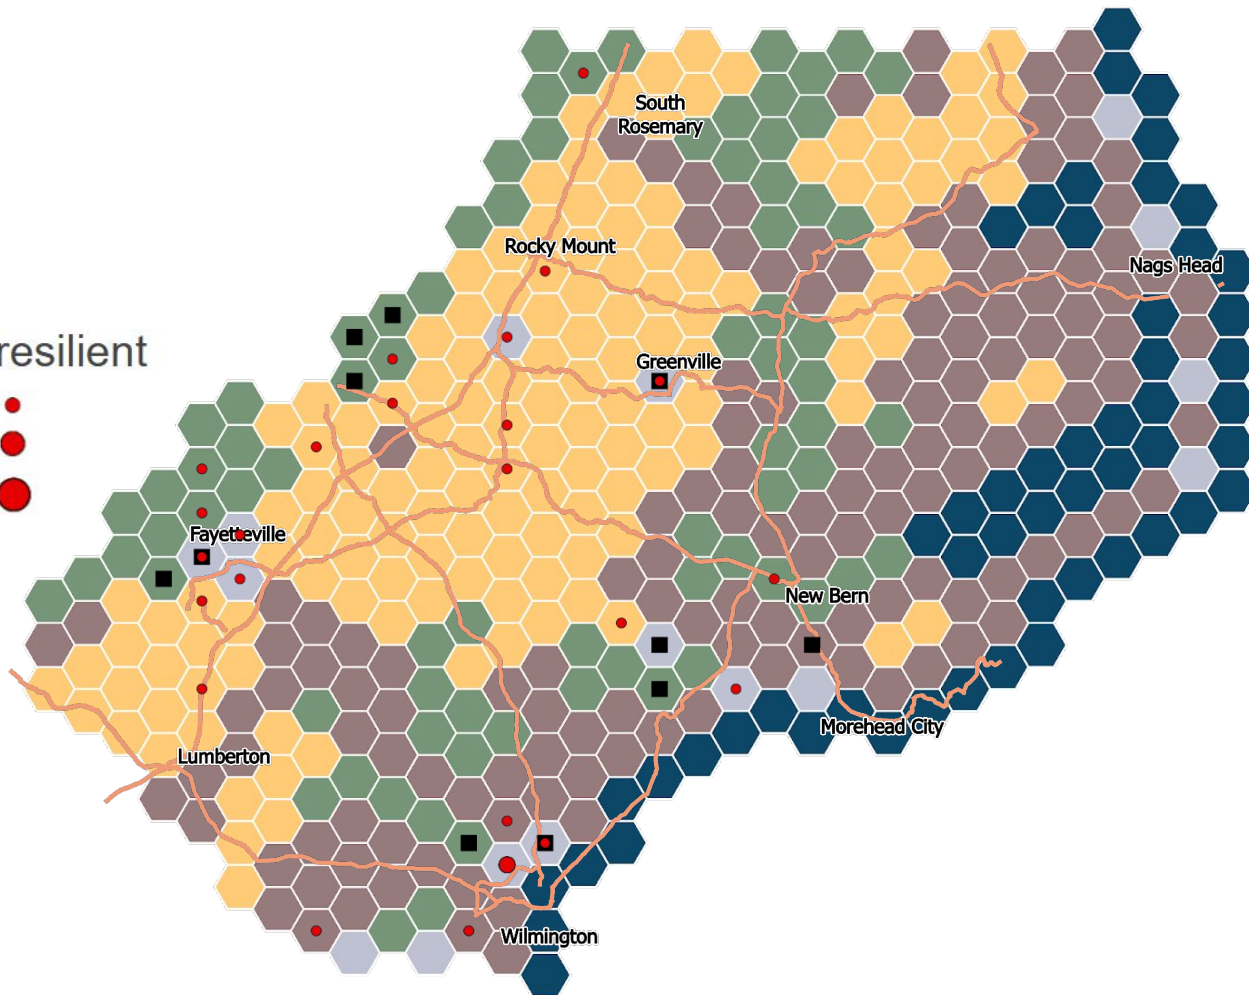 South
Rosemary
Rocky Mount
Nags Head
resilient
Greenville
Fayetteville
New Bern
Morehead City
Lumberton
Wilmington